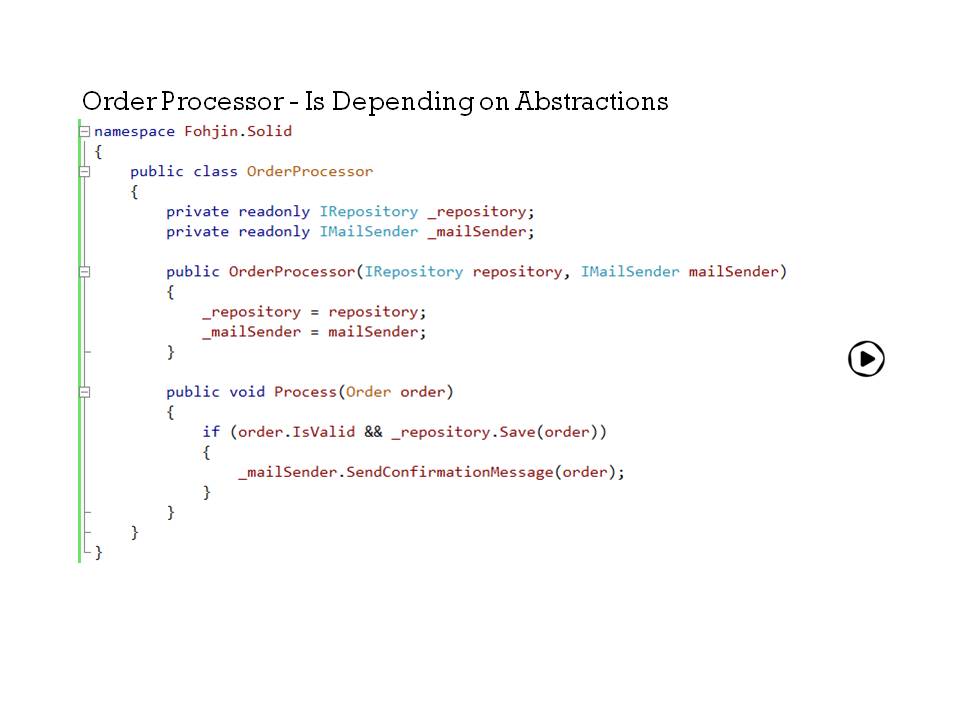 Order Processor - Is Depending on Abstractions
namespace Fohjin.Solid
{
    public class OrderProcessor
    {
        private readonly IRepository _repository;
        private readonly IMailSender _mailSender;

        public OrderProcessor(IRepository repository, IMailSender mailSender)
        {
            _repository = repository;
            _mailSender = mailSender;
        }

        public void Process(Order order)
        {
            if (order.IsValid && _repository.Save(order))
            {
                _mailSender.SendConfirmationMessage(order);
            }
        }
    }
}